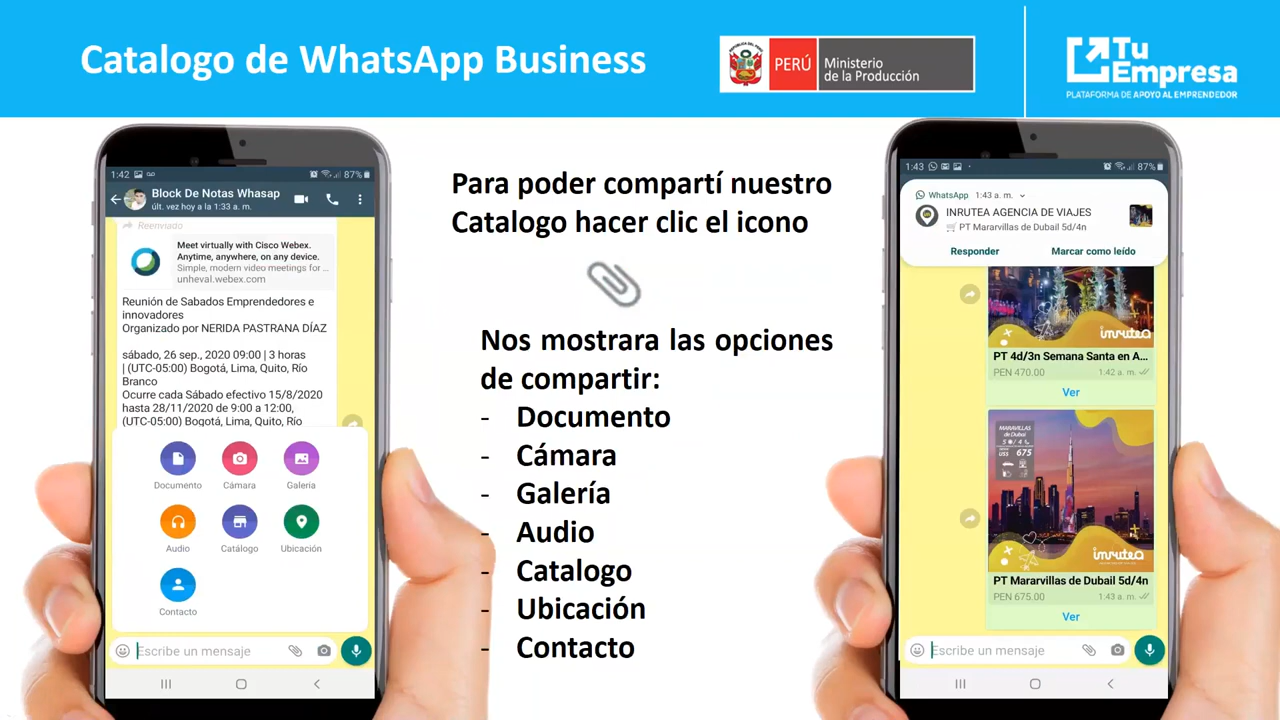 Catalogo de WhatsApp Business
PERÚ
Ministerio
de la Producción
Tu
Empresa
PLATAFORMA DE APOYO AL EMPRENDEDOR
1:42
87%
Block De Notas Whasap
últ. vez hoy a la 1:33 a. m.
Reenviado
Meet virtually with Cisco Webex.
Anytime, anywhere, on any device.
Simple, modern video meetings for ...
unheval.webex.com
Reunión de Sabados Emprendedores e
innovadores
Organizado por NERIDA PASTRANA DÍAZ
sábado, 26 sep., 2020 09:00 | 3 horas
| (UTC-05:00) Bogotá, Lima, Quito, Río
Branco
Ocurre cada Sábado efectivo 15/8/2020
hasta 28/11/2020 de 9:00 a 12:00,
(UTC-05:00) Bogotá, Lima, Quito, Río
Documento
Cámara
Galeria
Audio
Catálogo
Ubicación
Contacto
Escribe un mensaje
Para poder compartí nuestro
Catalogo hacer clic el icono
Nos mostrara las opciones
de compartir:
- Documento
- Cámara
- Galería
- Audio
- Catalogo
- Ubicación
- Contacto
1:43
87%
WhatsApp 1:43 a. m.
INRUTEA AGENCIA DE VIAJES
PT Mararvillas de Dubail 5d/4n
Responder
Marcar como leído
inrutea
PT 4d/3n Semana Santa en A...
PEN 470.00
1:42 a. m.
Ver
MARAVILLAS
de Dubai
5 4
US$ 675
inrutea
PT Mararvillas de Dubail 5d/4n
PEN 675.00
1:43 a. m.
Ver
Escribe un mensaje